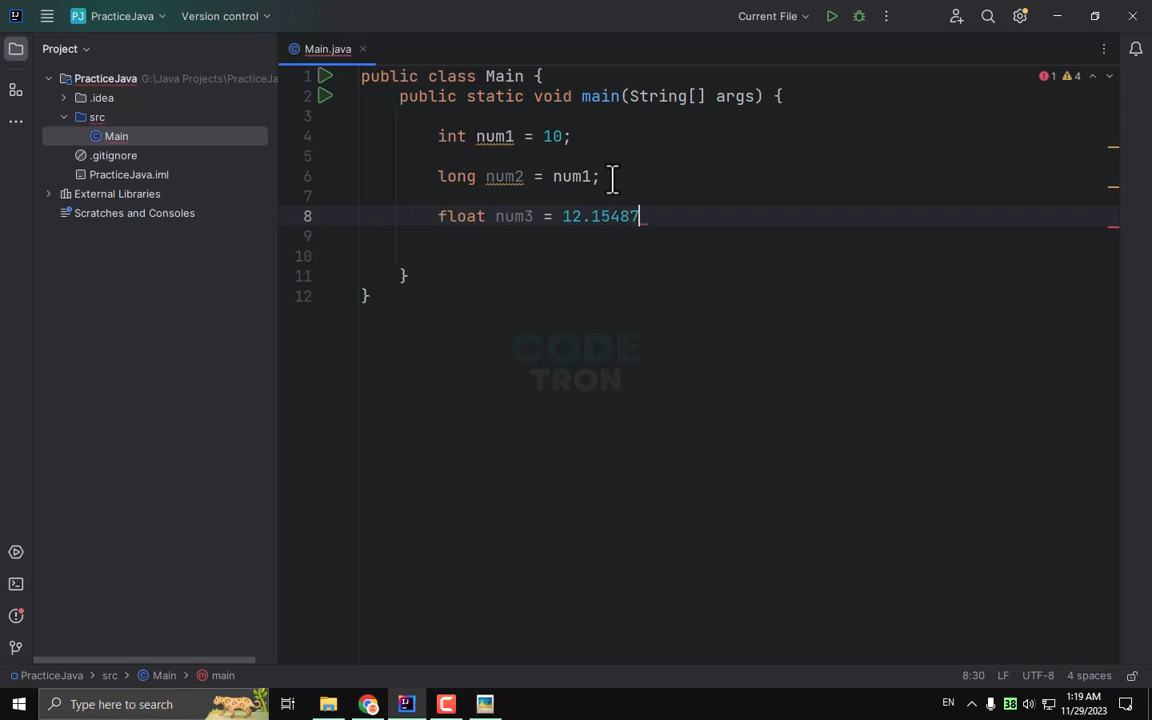 PJ PracticeJava Version control Current File
Project Main.java
1 public class Main { 1 4
2 public static void main(String[] args) {
3
4 int num1 = 10;
5
6 long num2 = num1;
7
8 float num3 = 12.15487
9
10
11 }
12 }
PracticeJava G:\Java Projects\PracticeJa
.idea
src
Main
.gitignore
PracticeJava.iml
External Libraries
Scratches and Consoles
CODE
TRON
PracticeJava src Main main 8:30 LF UTF-8 4 spaces
Type here to search EN 38 1:19 AM
11/29/2023